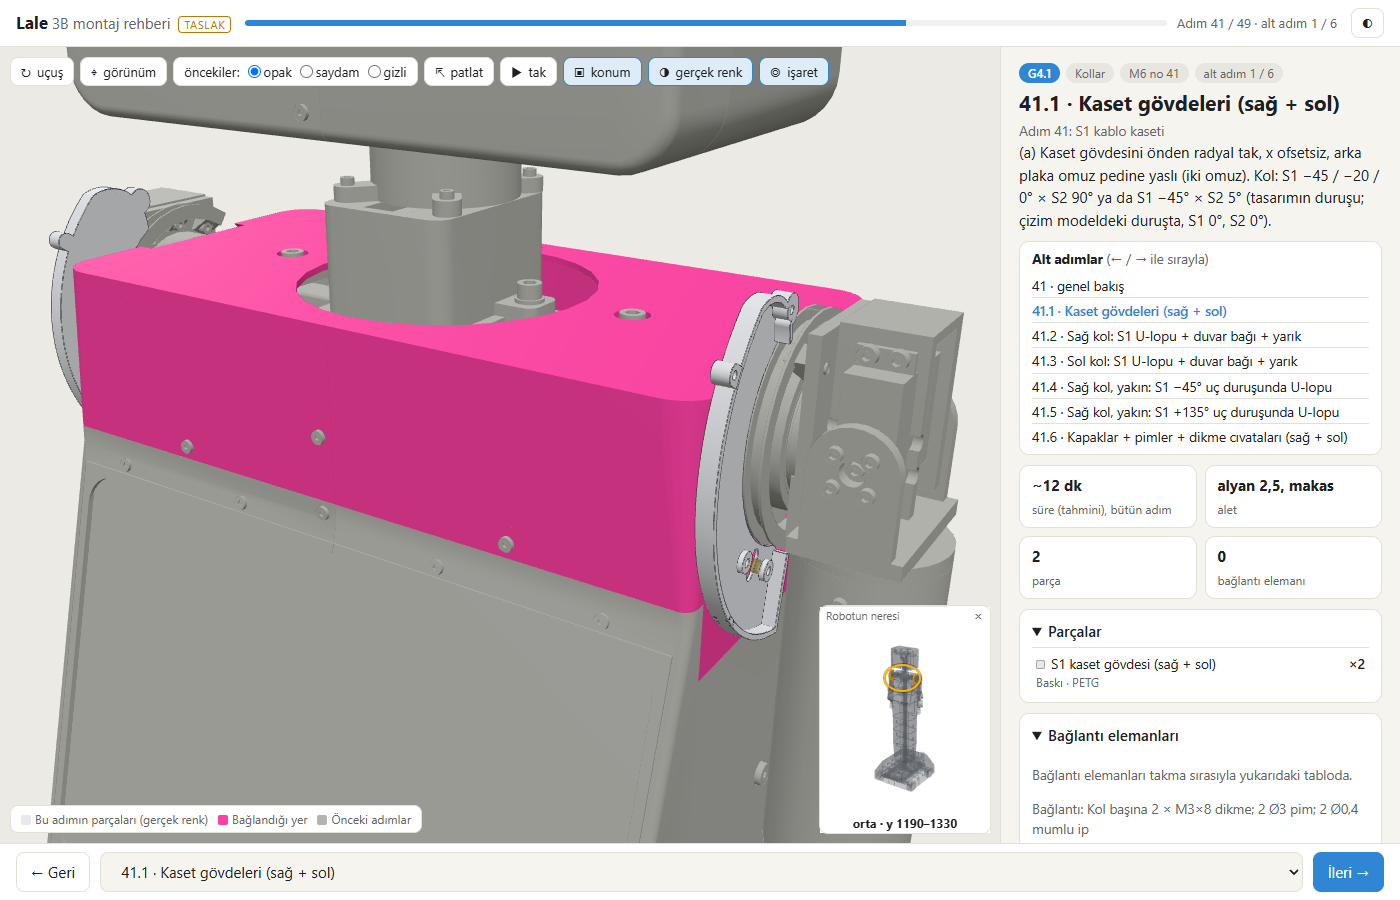 Lale 3B montaj rehberi TASLAK
Adım 41 / 49 · alt adım 1 / 6
↻ uçuş
⌖ görünüm
öncekiler: opak saydam gizli
⇱ patlat
▶ tak
▣ konum
◑ gerçek renk
◎ işaret
G4.1 Kollar M6 no 41 alt adım 1 / 6
41.1 · Kaset gövdeleri (sağ + sol)
Adım 41: S1 kablo kaseti
(a) Kaset gövdesini önden radyal tak, x ofsetsiz, arka
plaka omuz pedine yaslı (iki omuz). Kol: S1 −45 / −20 /
0° × S2 90° ya da S1 −45° × S2 5° (tasarımın duruşu;
çizim modeldeki duruşta, S1 0°, S2 0°).
Alt adımlar (← / → ile sırayla)
41 · genel bakış
41.1 · Kaset gövdeleri (sağ + sol)
41.2 · Sağ kol: S1 U-lopu + duvar bağı + yarık
41.3 · Sol kol: S1 U-lopu + duvar bağı + yarık
41.4 · Sağ kol, yakın: S1 −45° uç duruşunda U-lopu
41.5 · Sağ kol, yakın: S1 +135° uç duruşunda U-lopu
41.6 · Kapaklar + pimler + dikme cıvataları (sağ + sol)
~12 dk
süre (tahmini), bütün adım
alyan 2,5, makas
alet
2
parça
0
bağlantı elemanı
▼ Parçalar
S1 kaset gövdesi (sağ + sol) ×2
Baskı · PETG
▼ Bağlantı elemanları
Bağlantı elemanları takma sırasıyla yukarıdaki tabloda.
Bağlantı: Kol başına 2 × M3×8 dikme; 2 Ø3 pim; 2 Ø0,4
mumlu ip
Robotun neresi ×
orta · y 1190–1330
Bu adımın parçaları (gerçek renk) Bağlandığı yer Önceki adımlar
← Geri
41.1 · Kaset gövdeleri (sağ + sol)
İleri →